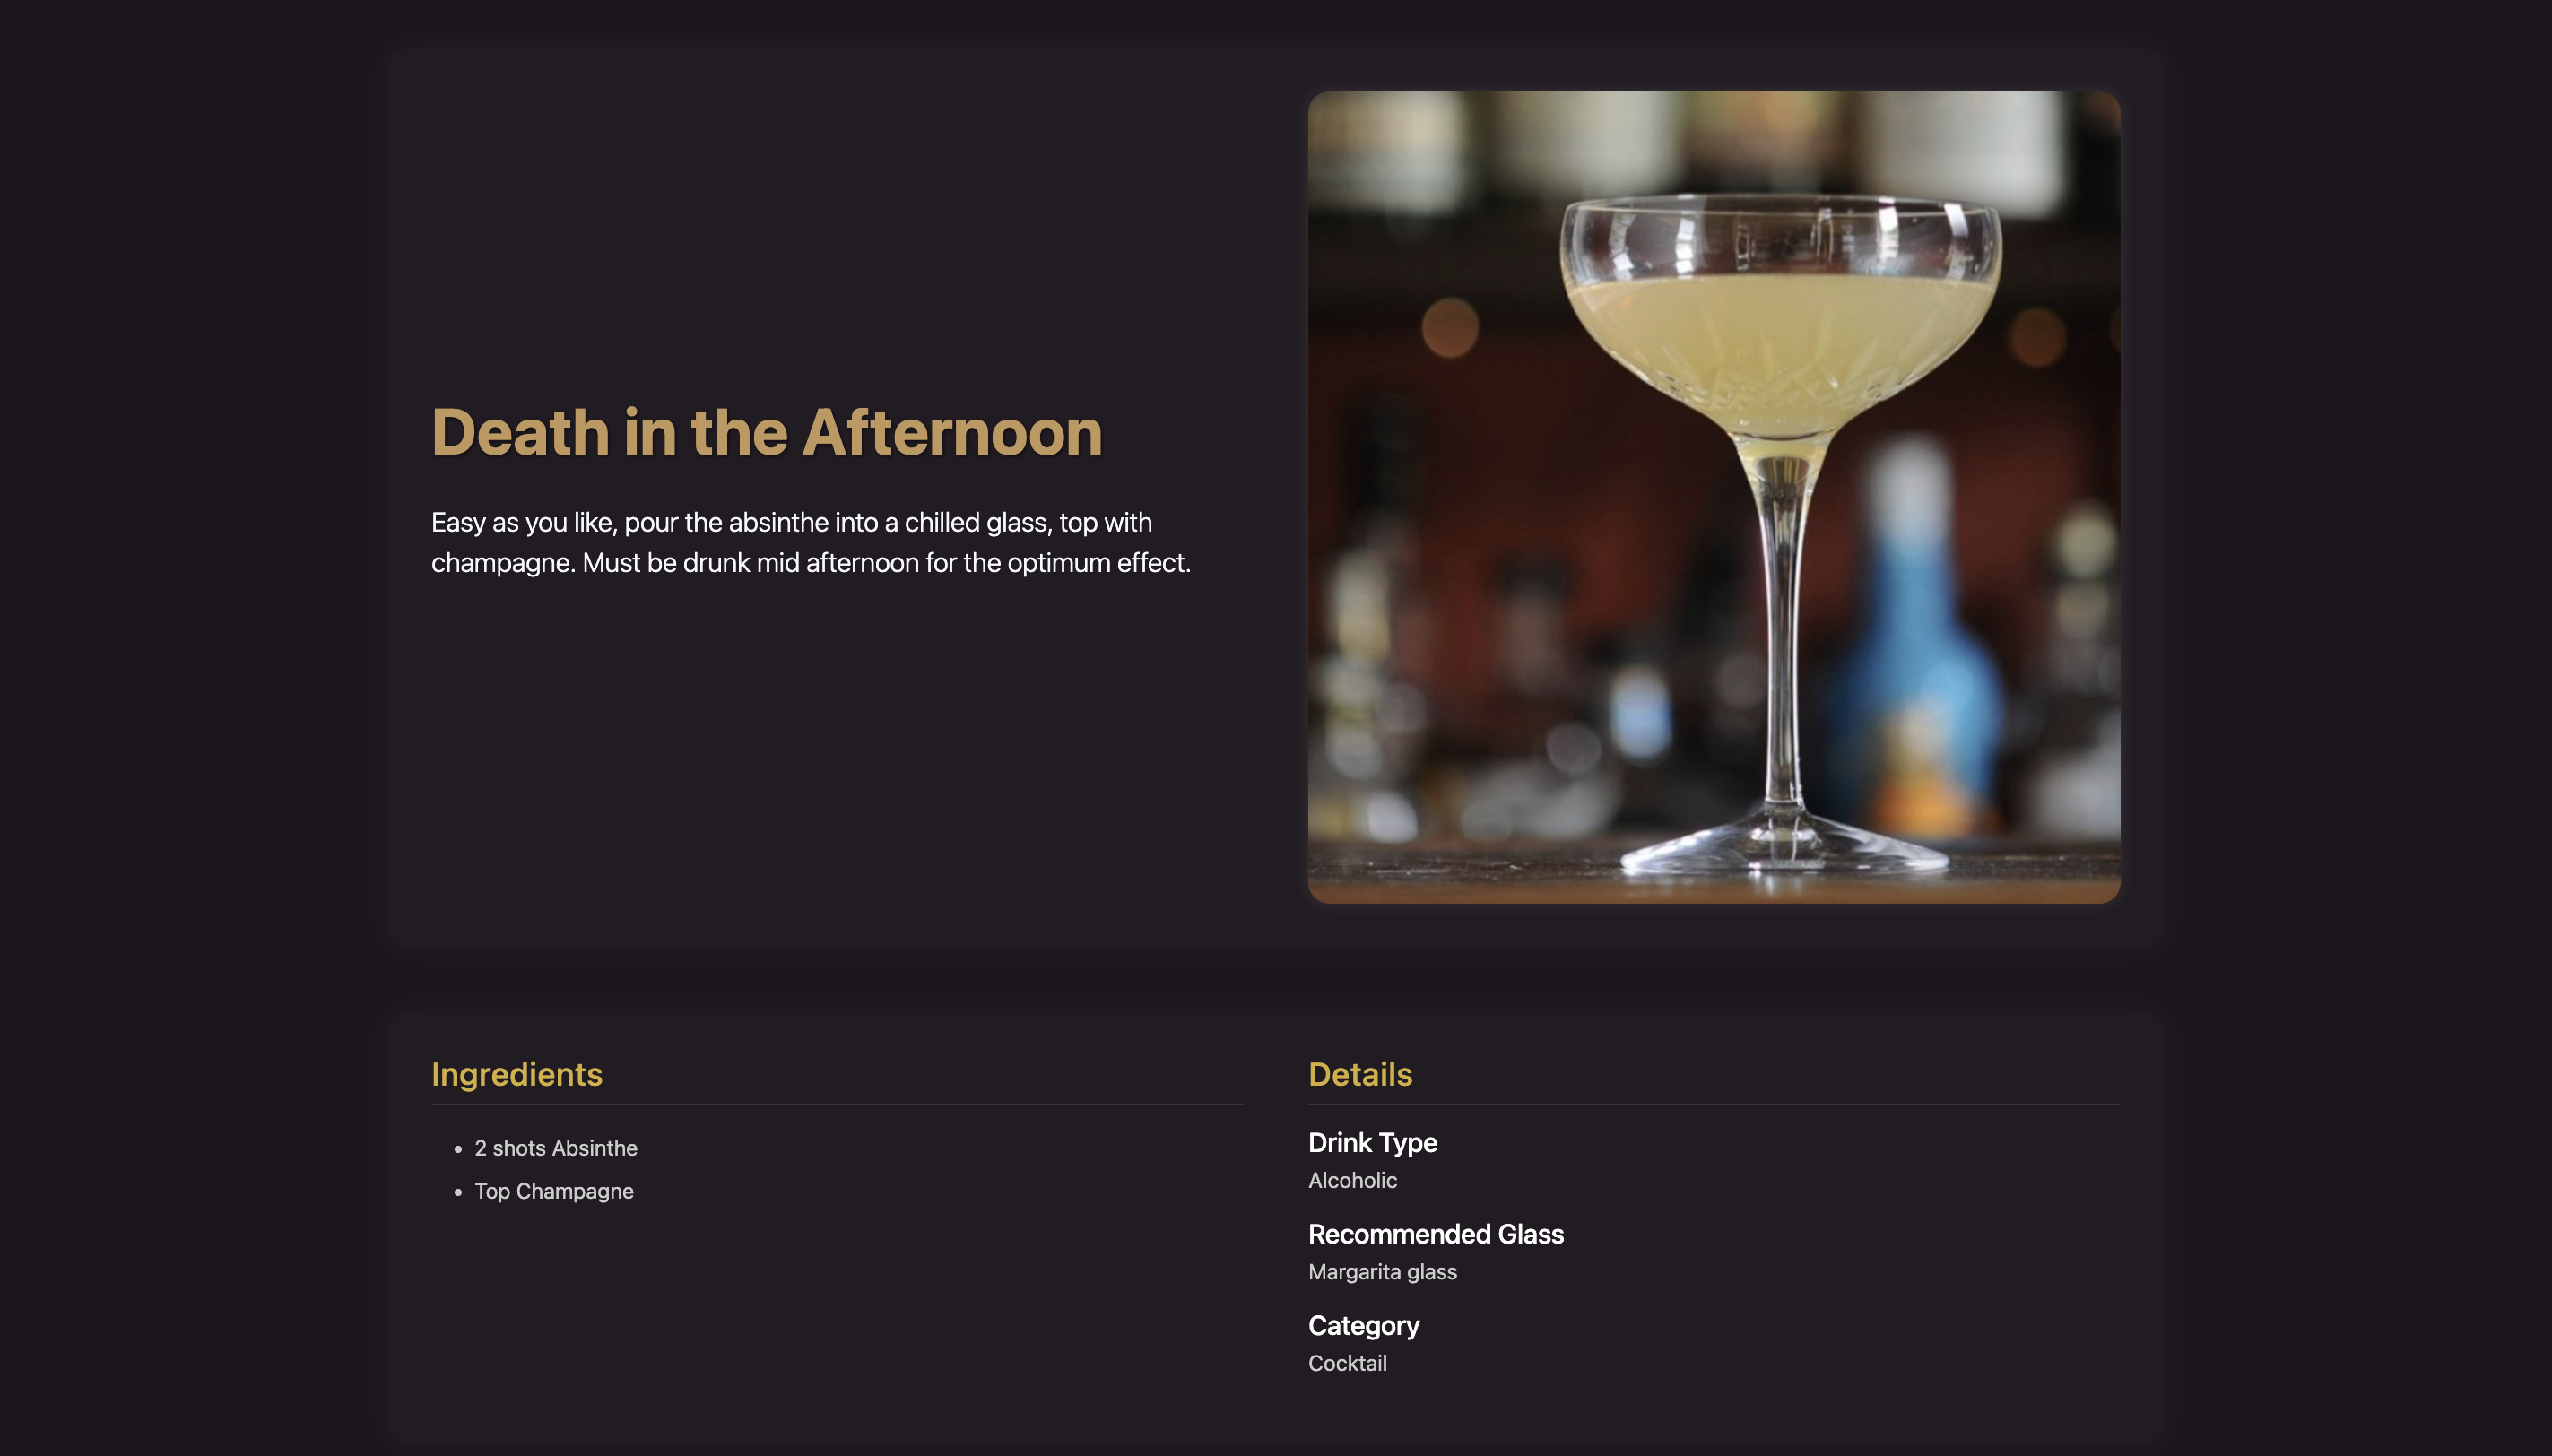 Death in the Afternoon
Easy as you like, pour the absinthe into a chilled glass, top with
champagne. Must be drunk mid afternoon for the optimum effect.
Ingredients
• 2 shots Absinthe
• Top Champagne
Details
Drink Type
Alcoholic
Recommended Glass
Margarita glass
Category
Cocktail